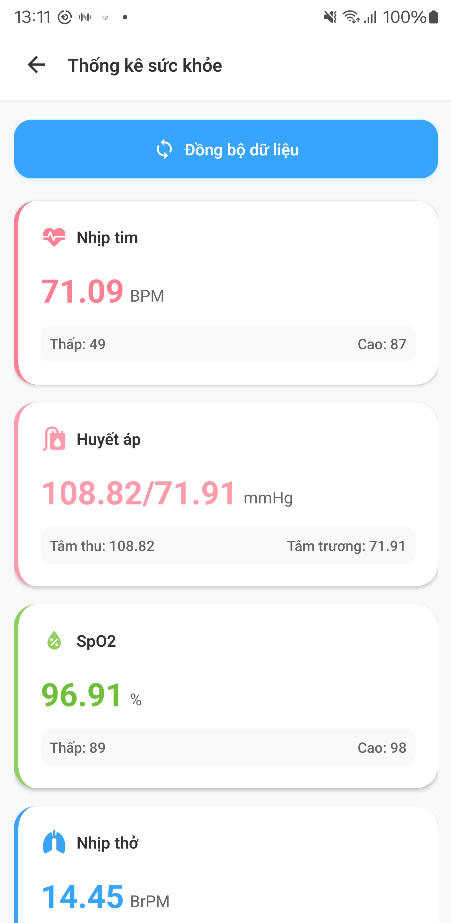 13:11 100%
Thống kê sức khỏe
Đồng bộ dữ liệu
Nhịp tim
71.09 BPM
Thấp: 49 Cao: 87
Huyết áp
108.82/71.91 mmHg
Tâm thu: 108.82 Tâm trương: 71.91
SpO2
96.91 %
Thấp: 89 Cao: 98
Nhịp thở
14.45 BrPM